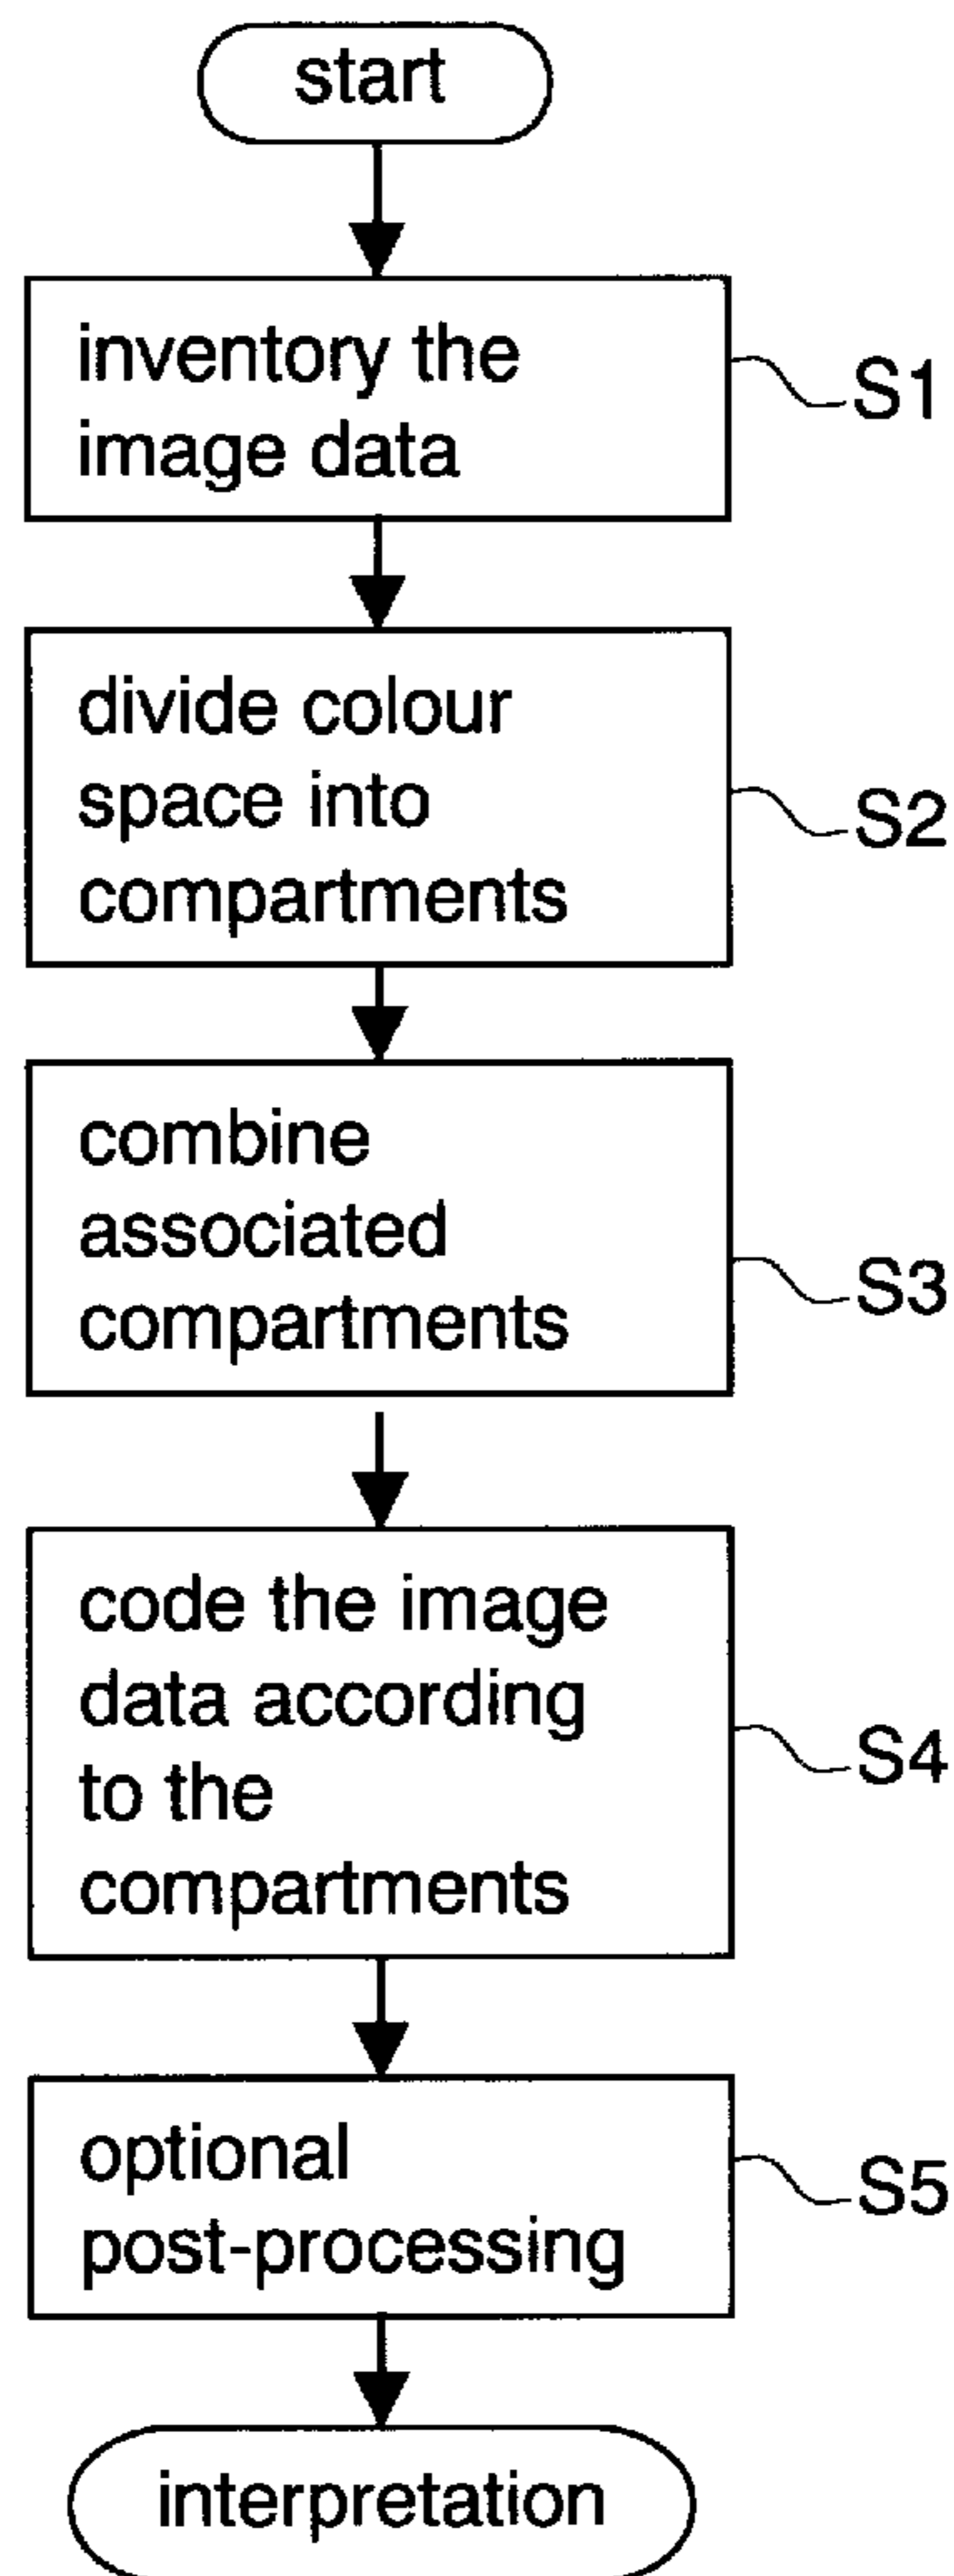 start
inventory the
image data
S1
divide colour
space into
compartments
S2
combine
associated
compartments
S3
code the image
data according
to the
compartments
S4
optional
post-processing
S5
interpretation